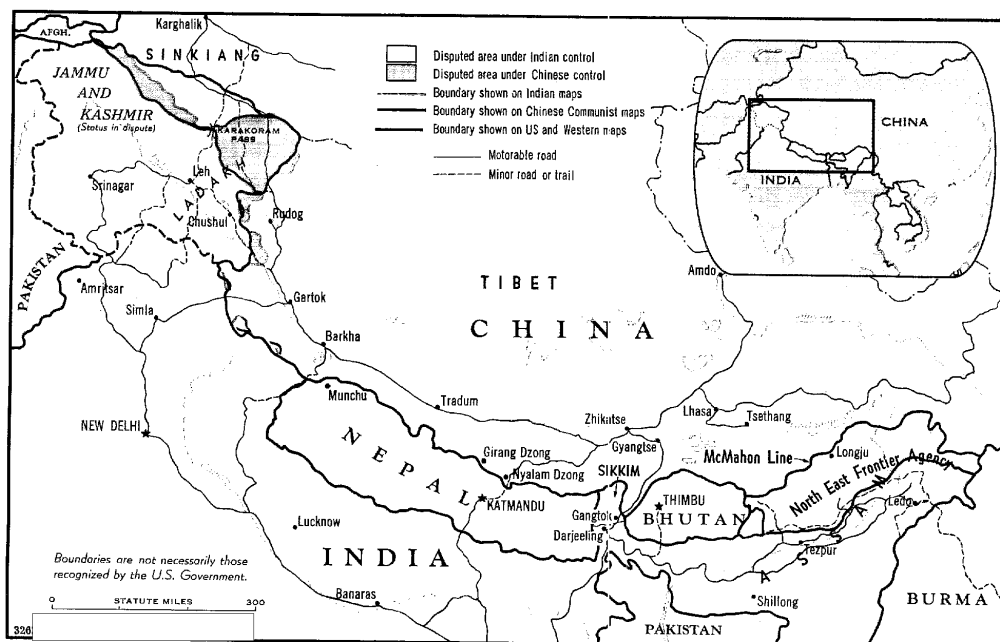 AFGH.
Karghalik
SINKIANG
JAMMU
AND
KASHMIR
(Status in dispute)
KARAKORAM
PASS
Srinagar
Leh
LADAKH
Chushul
Rudog
PAKISTAN
Amritsar
Simla
Gartok
Barkha
NEW DELHI
Munchu
Tradum
NEPAL
Girang Dzong
Nyalam Dzong
KATMANDU
Lucknow
INDIA
Banaras
TIBET
CHINA
Amdo
Zhikatse
Gyangtse
Lhasa
Tsethang
SIKKIM
Gangtok
Darjeeling
THIMBU
BHUTAN
McMahon Line
Longju
North East Frontier Agency
Ledo
ASSAM
Tezpur
Shillong
PAKISTAN
BURMA
Disputed area under Indian control
Disputed area under Chinese control
Boundary shown on Indian maps
Boundary shown on Chinese Communist maps
Boundary shown on US and Western maps
Motorable road
Minor road or trail
CHINA
INDIA
Boundaries are not necessarily those
recognized by the U.S. Government.
0 STATUTE MILES 300